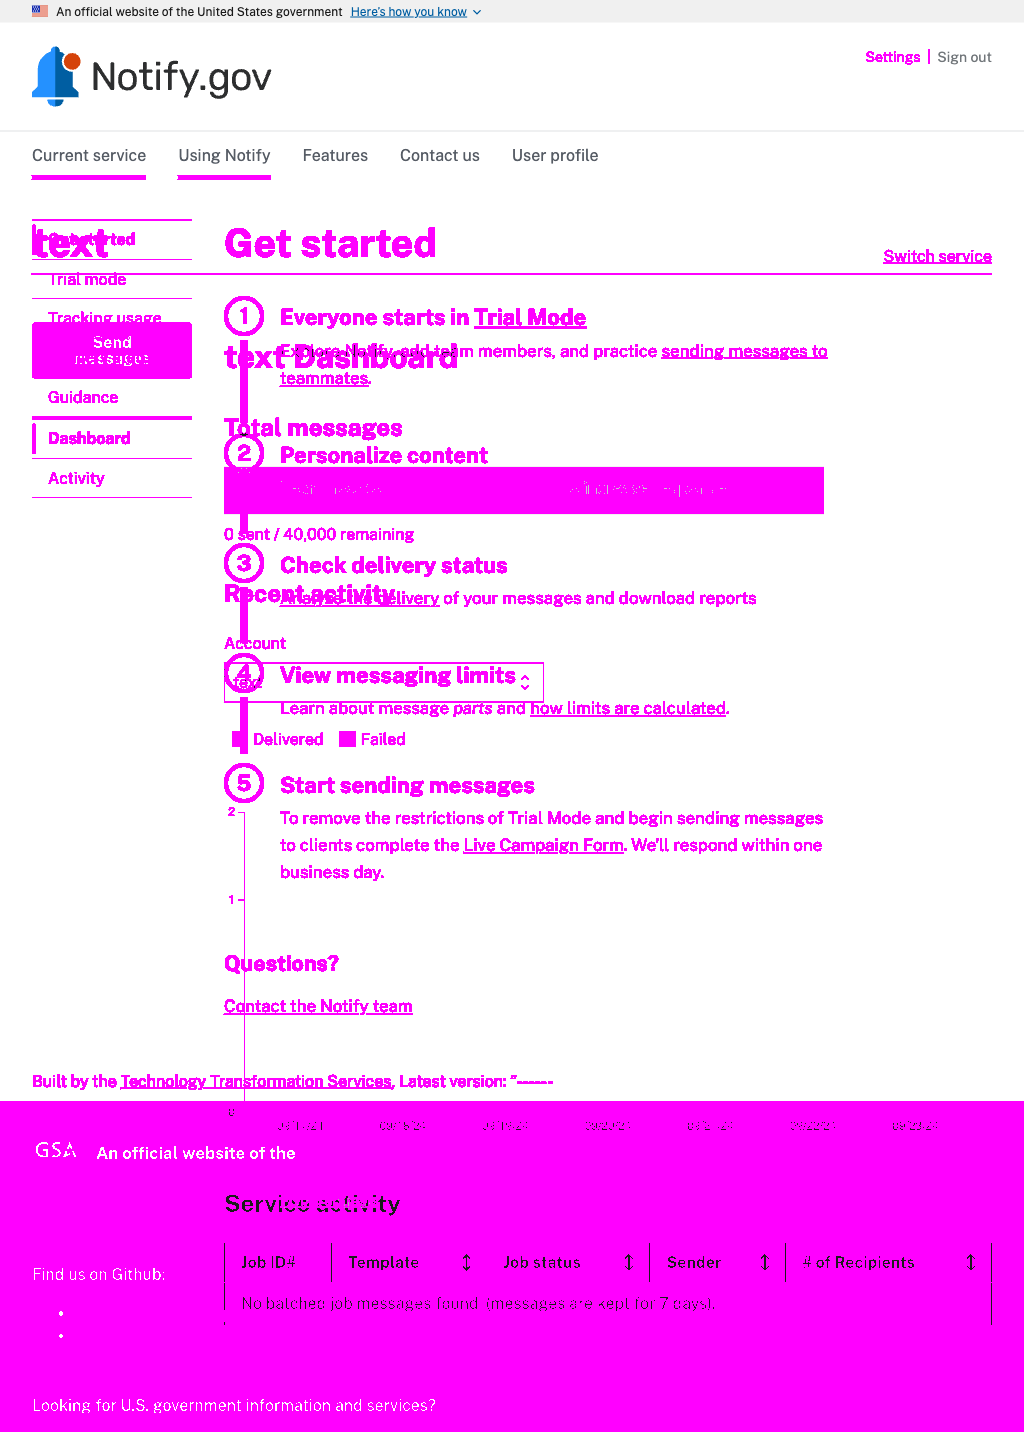 An official website of the United States government Here's how you know
Notify.gov
Settings Sign out
Current service Using Notify Features Contact us User profile
text
Get started
Switch service
Trial mode
Tracking usage
Send
messages
Guidance
Dashboard
Activity
1 Everyone starts in Trial Mode
Explore Notify, add team members, and practice sending messages to
teammates.
text Dashboard
Total messages
2 Personalize content
0 sent / 40,000 remaining
3 Check delivery status
Recent activity
delivery of your messages and download reports
Account
4 View messaging limits
text
Learn about message parts and how limits are calculated.
Delivered Failed
5 Start sending messages
2
To remove the restrictions of Trial Mode and begin sending messages
to clients complete the Live Campaign Form. We'll respond within one
business day.
1
Questions?
Contact the Notify team
Built by the Technology Transformation Services. Latest version: "------
0
GSA An official website of the
Service activity
Find us on Github:
Job ID# Template Job status Sender # of Recipients
No batched job messages found (messages are kept for 7 days).
Looking for U.S. government information and services?